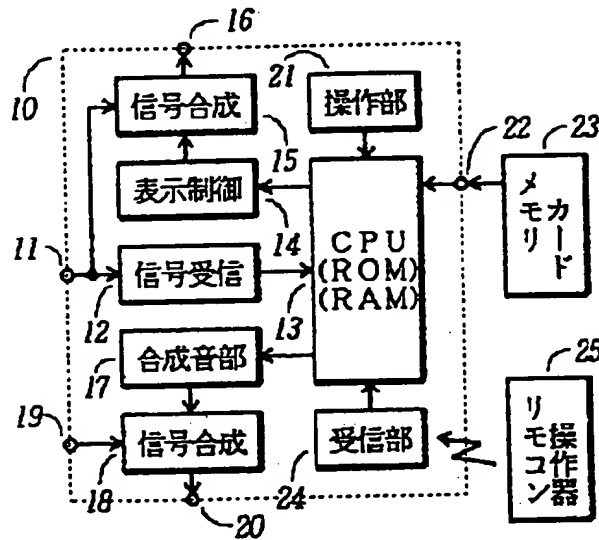 16
10
21
信号合成
操作部
22
23
15
表示制御
メモリ
カード
14
11
信号受信
CPU
(ROM)
(RAM)
12
13
合成音部
17
25
19
信号合成
受信部
リモコン
操作器
18
24
20